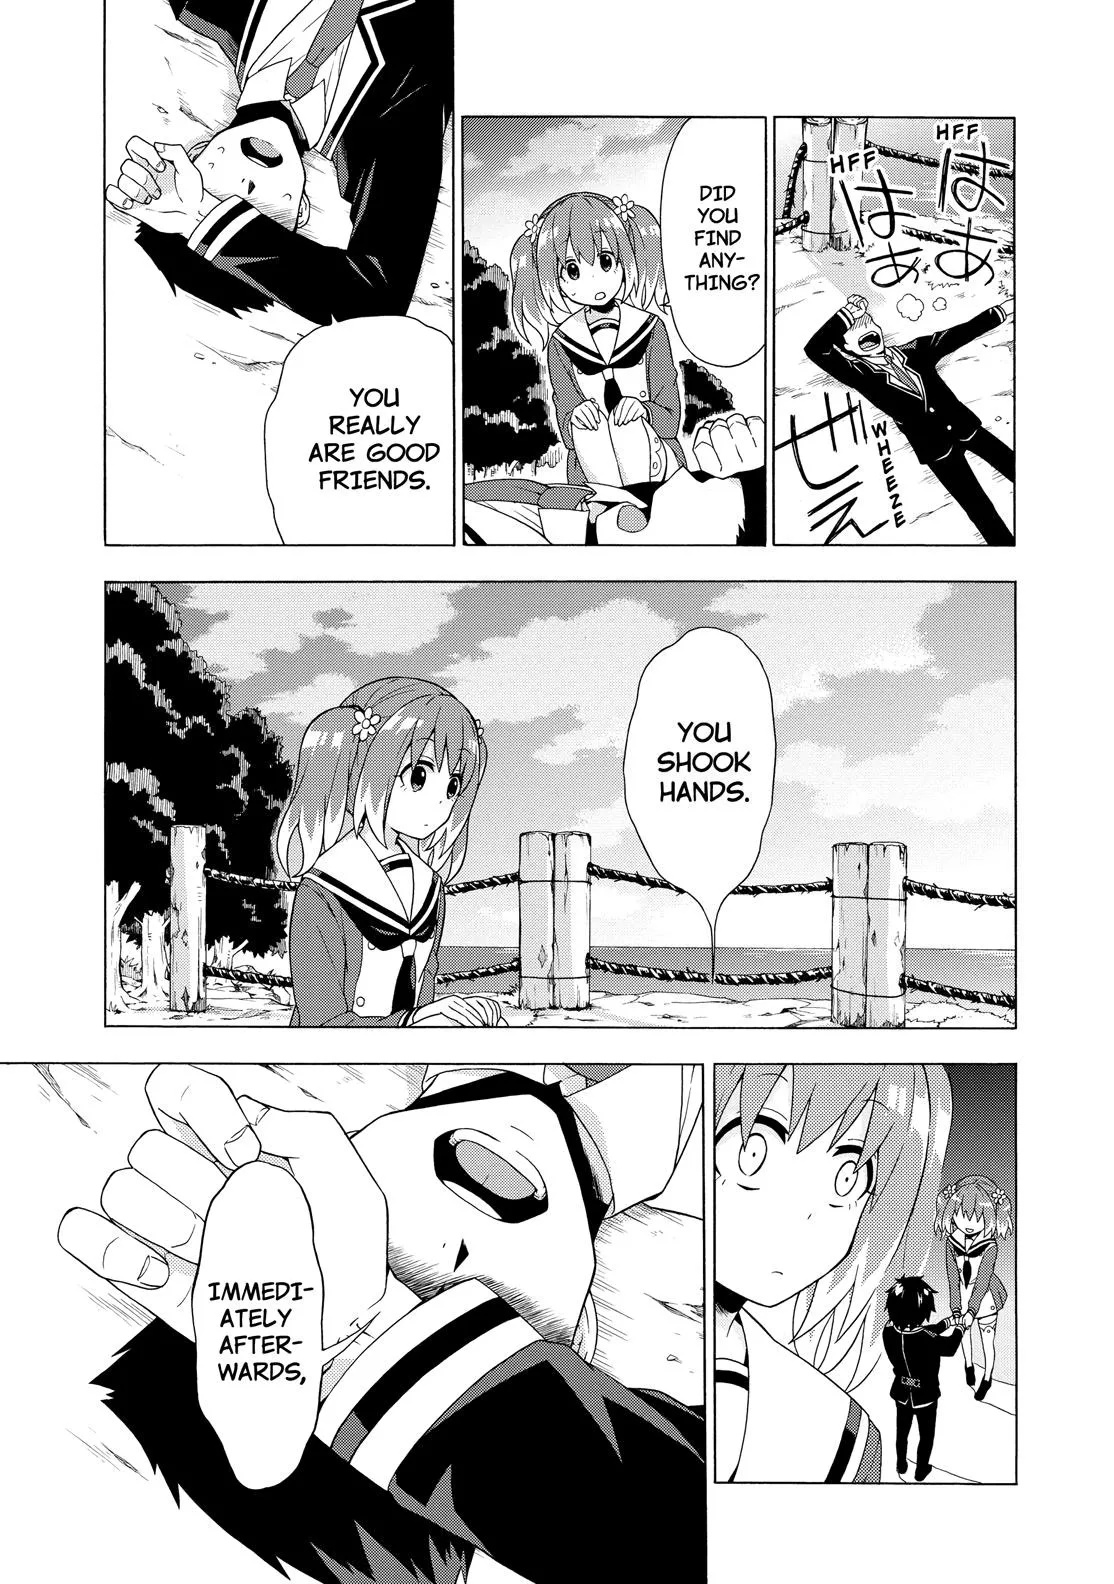 HFF
はぁ
HFF
はぁ
WHEEZE
ぜぇ
DID
YOU
FIND
ANY-
THING?
YOU
REALLY
ARE GOOD
FRIENDS.
YOU
SHOOK
HANDS.
IMMEDI-
ATELY
AFTER-
WARDS,